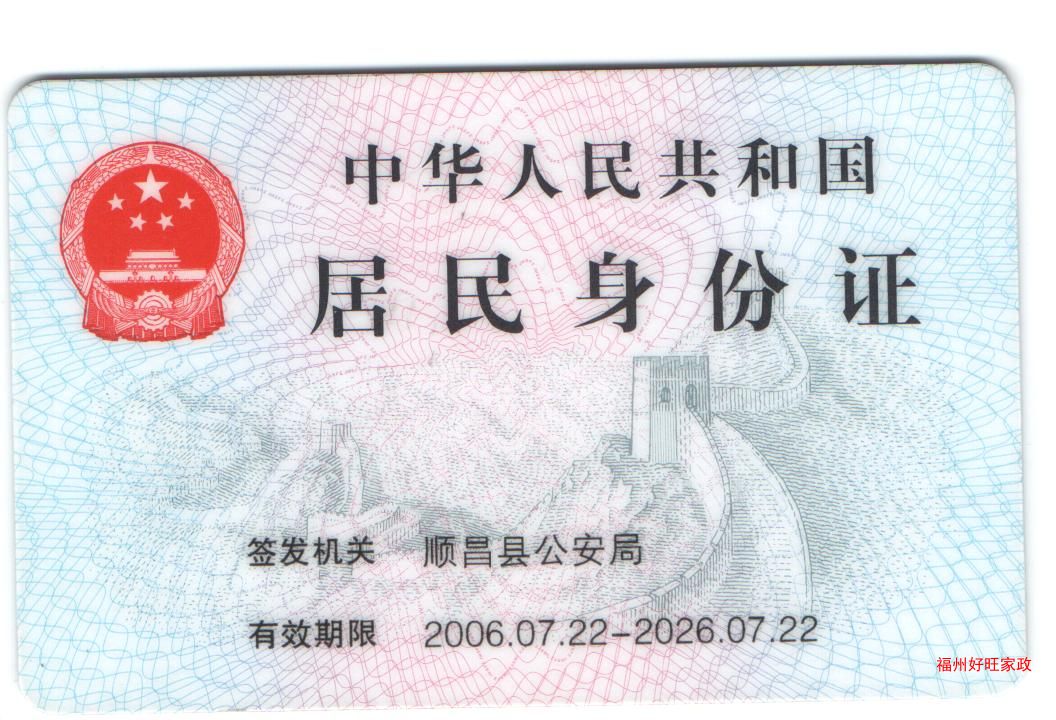 中华人民共和国
居民身份证
签发机关 顺昌县公安局
有效期限 2006.07.22-2026.07.22
福州好旺家政